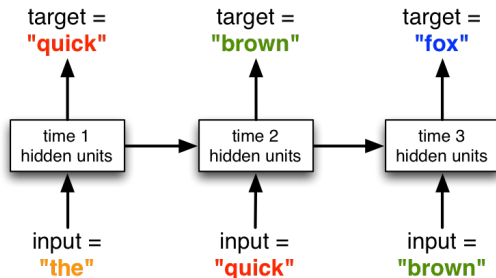 target =
"quick"
target =
"brown"
target =
"fox"
time 1
hidden units
time 2
hidden units
time 3
hidden units
input =
"the"
input =
"quick"
input =
"brown"